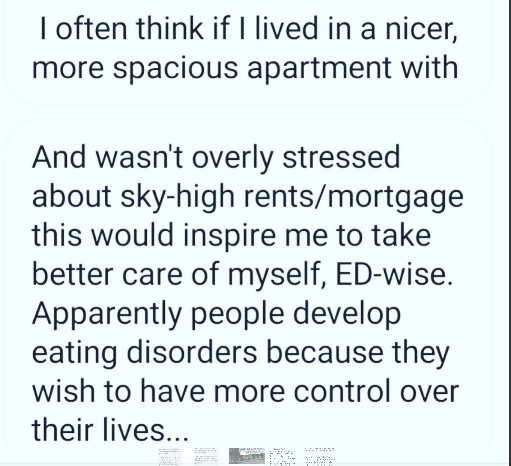 I often think if I lived in a nicer,
more spacious apartment with
And wasn't overly stressed
about sky-high rents/mortgage
this would inspire me to take
better care of myself, ED-wise.
Apparently people develop
eating disorders because they
wish to have more control over
their lives...